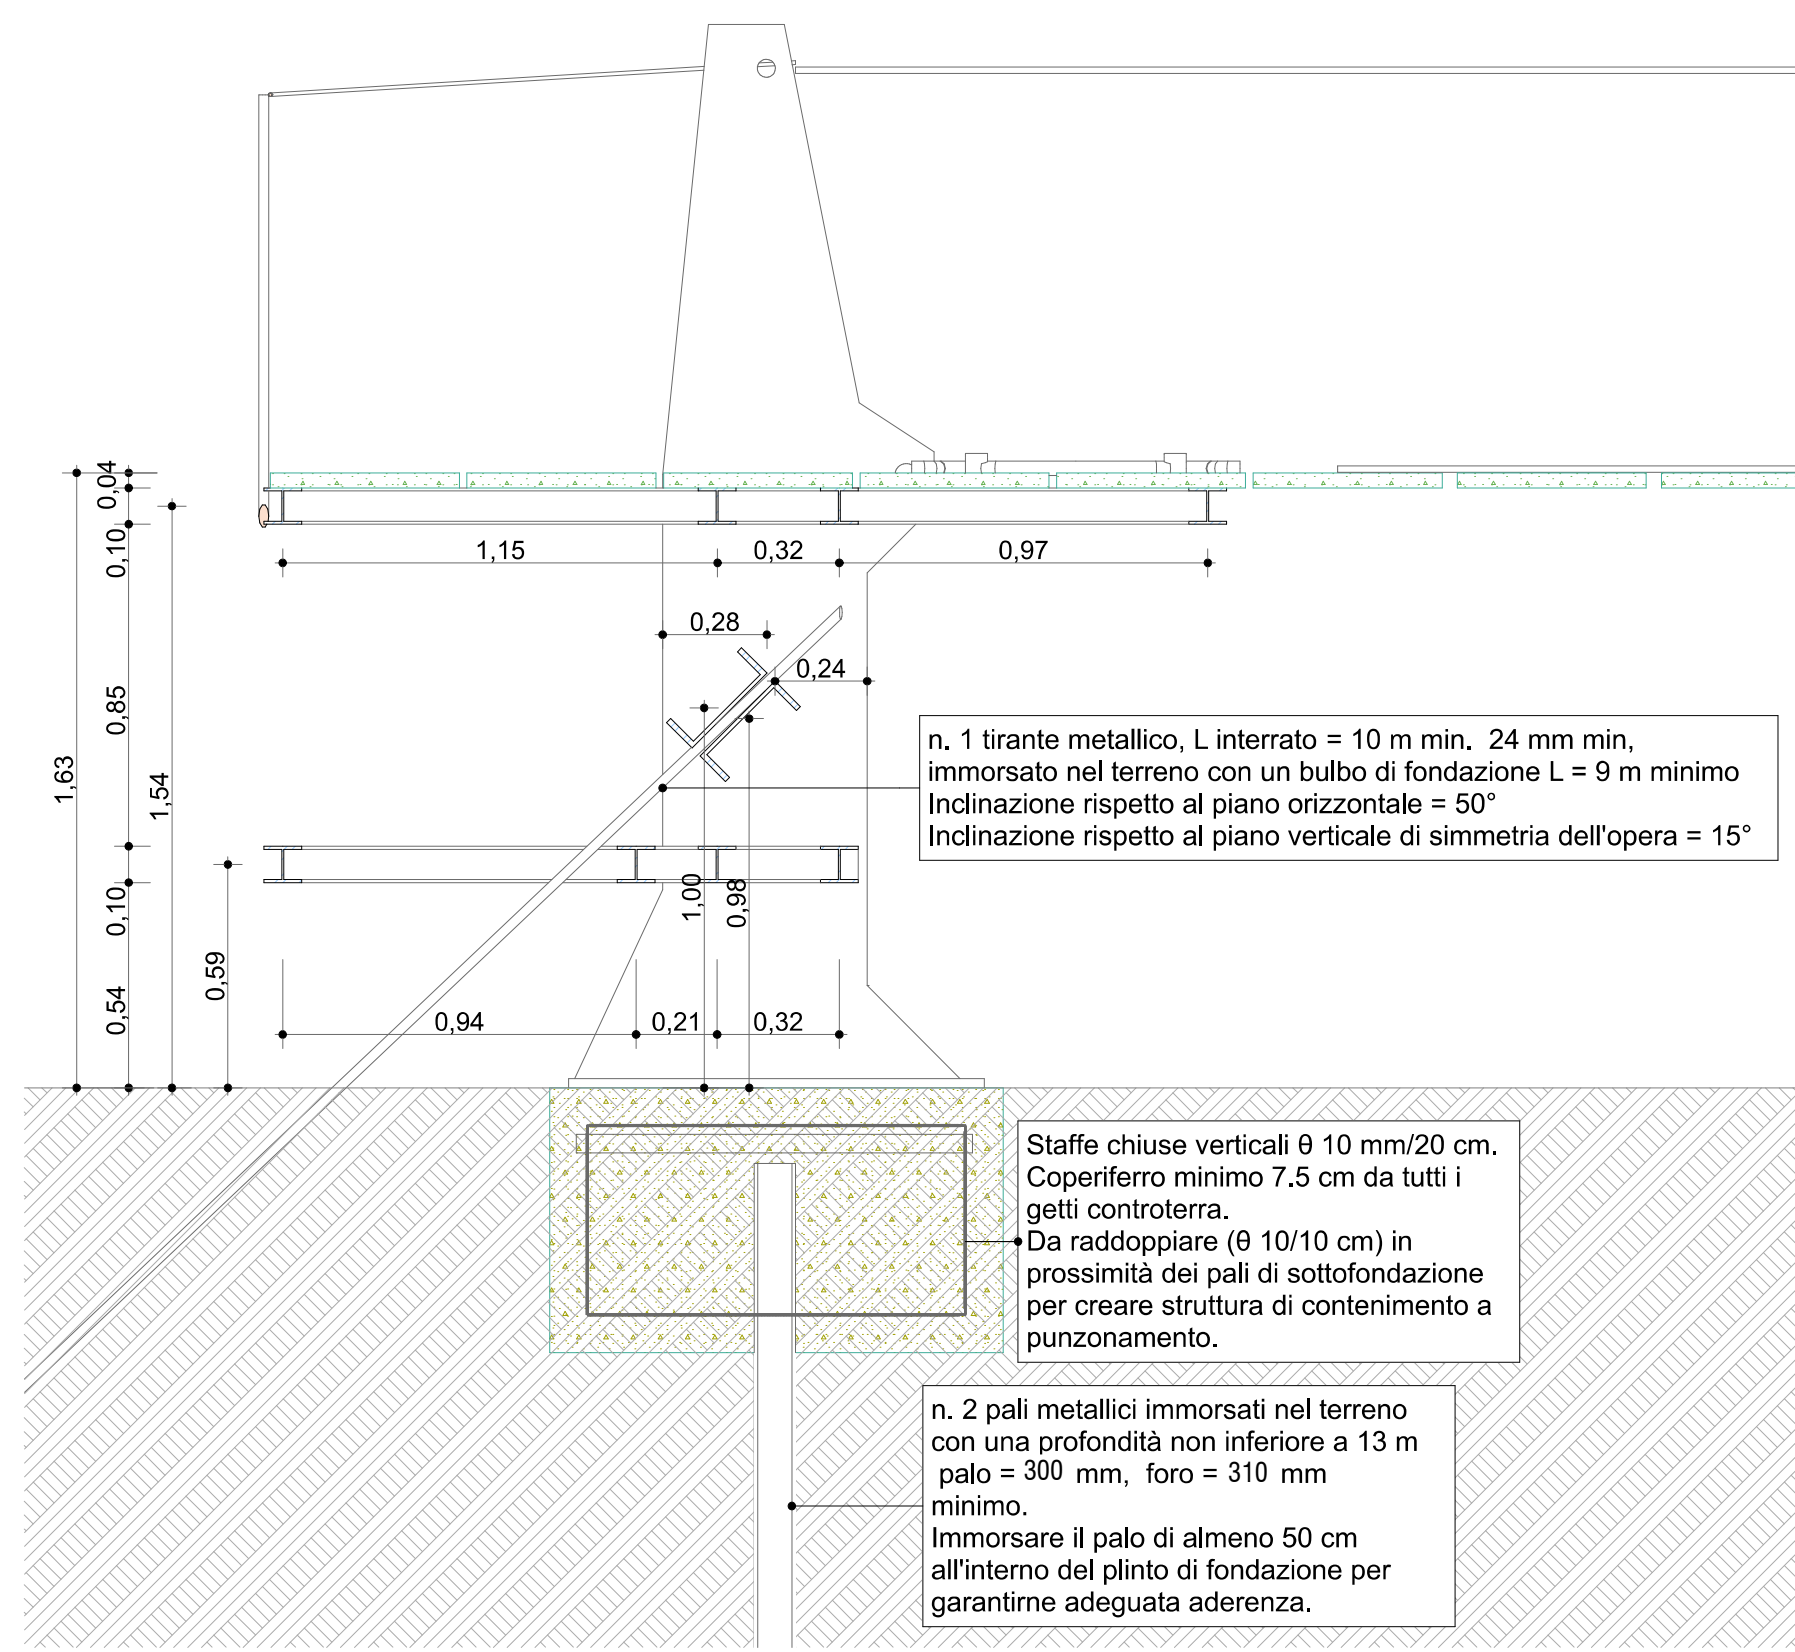 0,04
0,10
1,15
0,32
0,97
0,28
0,24
0,85
1,63
1,54
n. 1 tirante metallico, L interrato = 10 m min.  24 mm min,
immorsato nel terreno con un bulbo di fondazione L = 9 m minimo
Inclinazione rispetto al piano orizzontale = 50°
Inclinazione rispetto al piano verticale di simmetria dell'opera = 15°
0,10
1,00
0,98
0,59
0,54
0,94
0,21
0,32
Staffe chiuse verticali θ 10 mm/20 cm.
Coperiferro minimo 7.5 cm da tutti i
getti controterra.
Da raddoppiare (θ 10/10 cm) in
prossimità dei pali di sottofondazione
per creare struttura di contenimento a
punzonamento.
n. 2 pali metallici immorsati nel terreno
con una profondità non inferiore a 13 m
palo = 300 mm,  foro = 310 mm
minimo.
Immorsare il palo di almeno 50 cm
all'interno del plinto di fondazione per
garantirne adeguata aderenza.